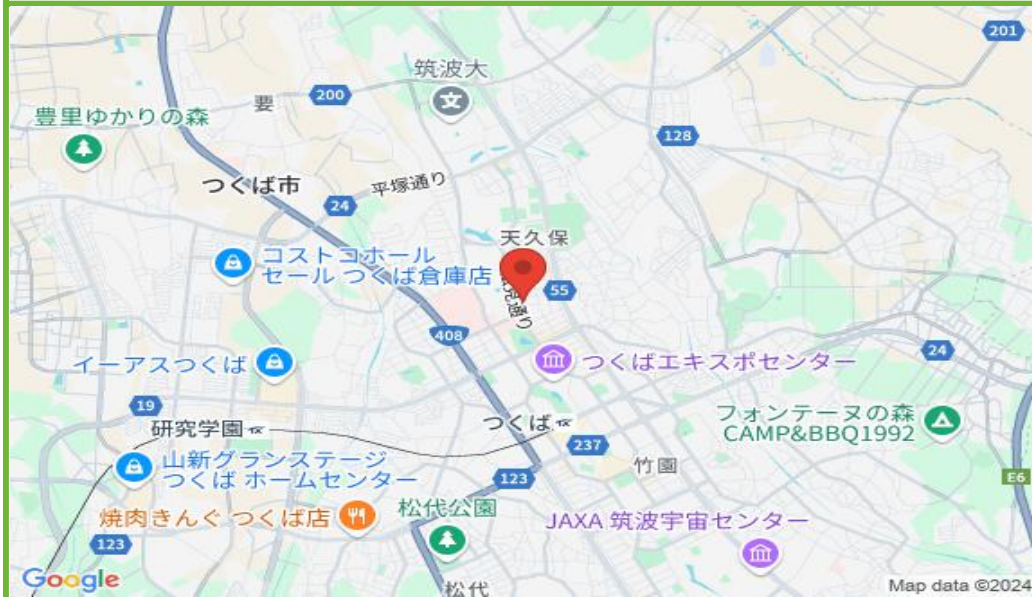 201
筑波大
文
要
200
豊里ゆかりの森
128
つくば市
平塚通り
24
天久保
コストコホール
セール つくば倉庫店
55
通り
408
イーアスつくば
つくばエキスポセンター
24
19
研究学園
つくば
フォンテーヌの森
CAMP&BBQ1992
237
山新グランステージ
つくば ホームセンター
竹園
123
E6
焼肉きんぐ つくば店
松代公園
JAXA 筑波宇宙センター
123
Google
松代
Map data ©2024